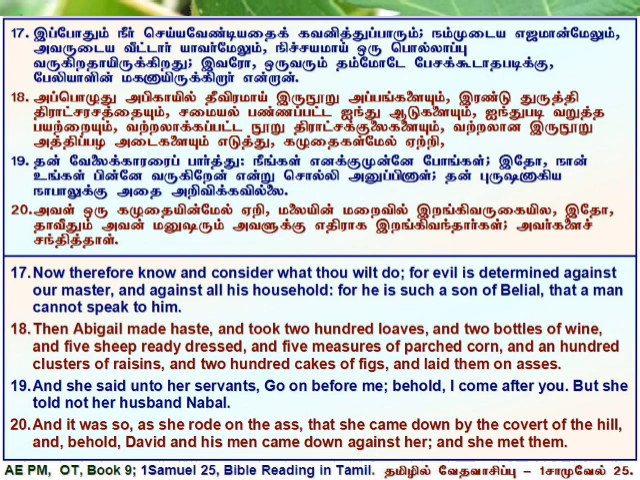 17. இப்போதும் நீர் செய்யவேண்டியதைக் கவனித்துப்பாரும்; நம்முடைய எஜமான்மேலும்,
அவருடைய வீட்டார் யாவர்மேலும், நிச்சயமாய் ஒரு பொல்லாப்பு
வருகிறதாயிருக்கிறது; இவரோ, ஒருவரும் தம்மோடே பேசக்கூடாதபடிக்கு,
பேலியாளின் மகனாயிருக்கிறார் என்றான்.
18. அப்பொழுது அபிகாயில் தீவிரமாய் இருநூறு அப்பங்களையும், இரண்டு துருத்தி
திராட்சரசத்தையும், சமையல் பண்ணப்பட்ட ஐந்து ஆடுகளையும், ஐந்துபடி வறுத்த
பயற்றையும், வற்றலாக்கப்பட்ட நூறு திராட்சக்குலைகளையும், வற்றலான இருநூறு
அத்திப்பழ அடைகளையும் எடுத்து, கழுதைகள்மேல் ஏற்றி,
19. தன் வேலைக்காரரைப் பார்த்து: நீங்கள் எனக்குமுன்னே போங்கள்; இதோ, நான்
உங்கள் பின்னே வருகிறேன் என்று சொல்லி அனுப்பினாள்; தன் புருஷனாகிய
நாபாலுக்கு அதை அறிவிக்கவில்லை.
20. அவள் ஒரு கழுதையின்மேல் ஏறி, மலையின் மறைவில் இறங்கிவருகையில, இதோ,
தாவீதும் அவன் மனுஷரும் அவளுக்கு எதிராக இறங்கிவந்தார்கள்; அவர்களைச்
சந்தித்தாள்.
17. Now therefore know and consider what thou wilt do; for evil is determined against
our master, and against all his household: for he is such a son of Belial, that a man
cannot speak to him.
18. Then Abigail made haste, and took two hundred loaves, and two bottles of wine,
and five sheep ready dressed, and five measures of parched corn, and an hundred
clusters of raisins, and two hundred cakes of figs, and laid them on asses.
19. And she said unto her servants, Go on before me; behold, I come after you. But she
told not her husband Nabal.
20. And it was so, as she rode on the ass, that she came down by the covert of the hill,
and, behold, David and his men came down against her; and she met them.
AE PM, OT, Book 9; 1Samuel 25, Bible Reading in Tamil. தமிழில் வேதவாசிப்பு – 1சாமுவேல் 25.